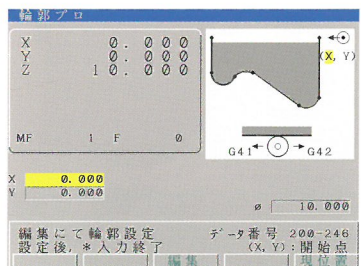 輪郭プロ
X 0. 000
Y 0. 000
Z 10. 000
MF 1 F 0
(X, Y)
G41 G42
X 0. 000
Y 0. 000
ø 10. 000
編集にて輪郭設定 データ番号 200-246
設定後, *入力終了 (X, Y):開始点
編集 現位置